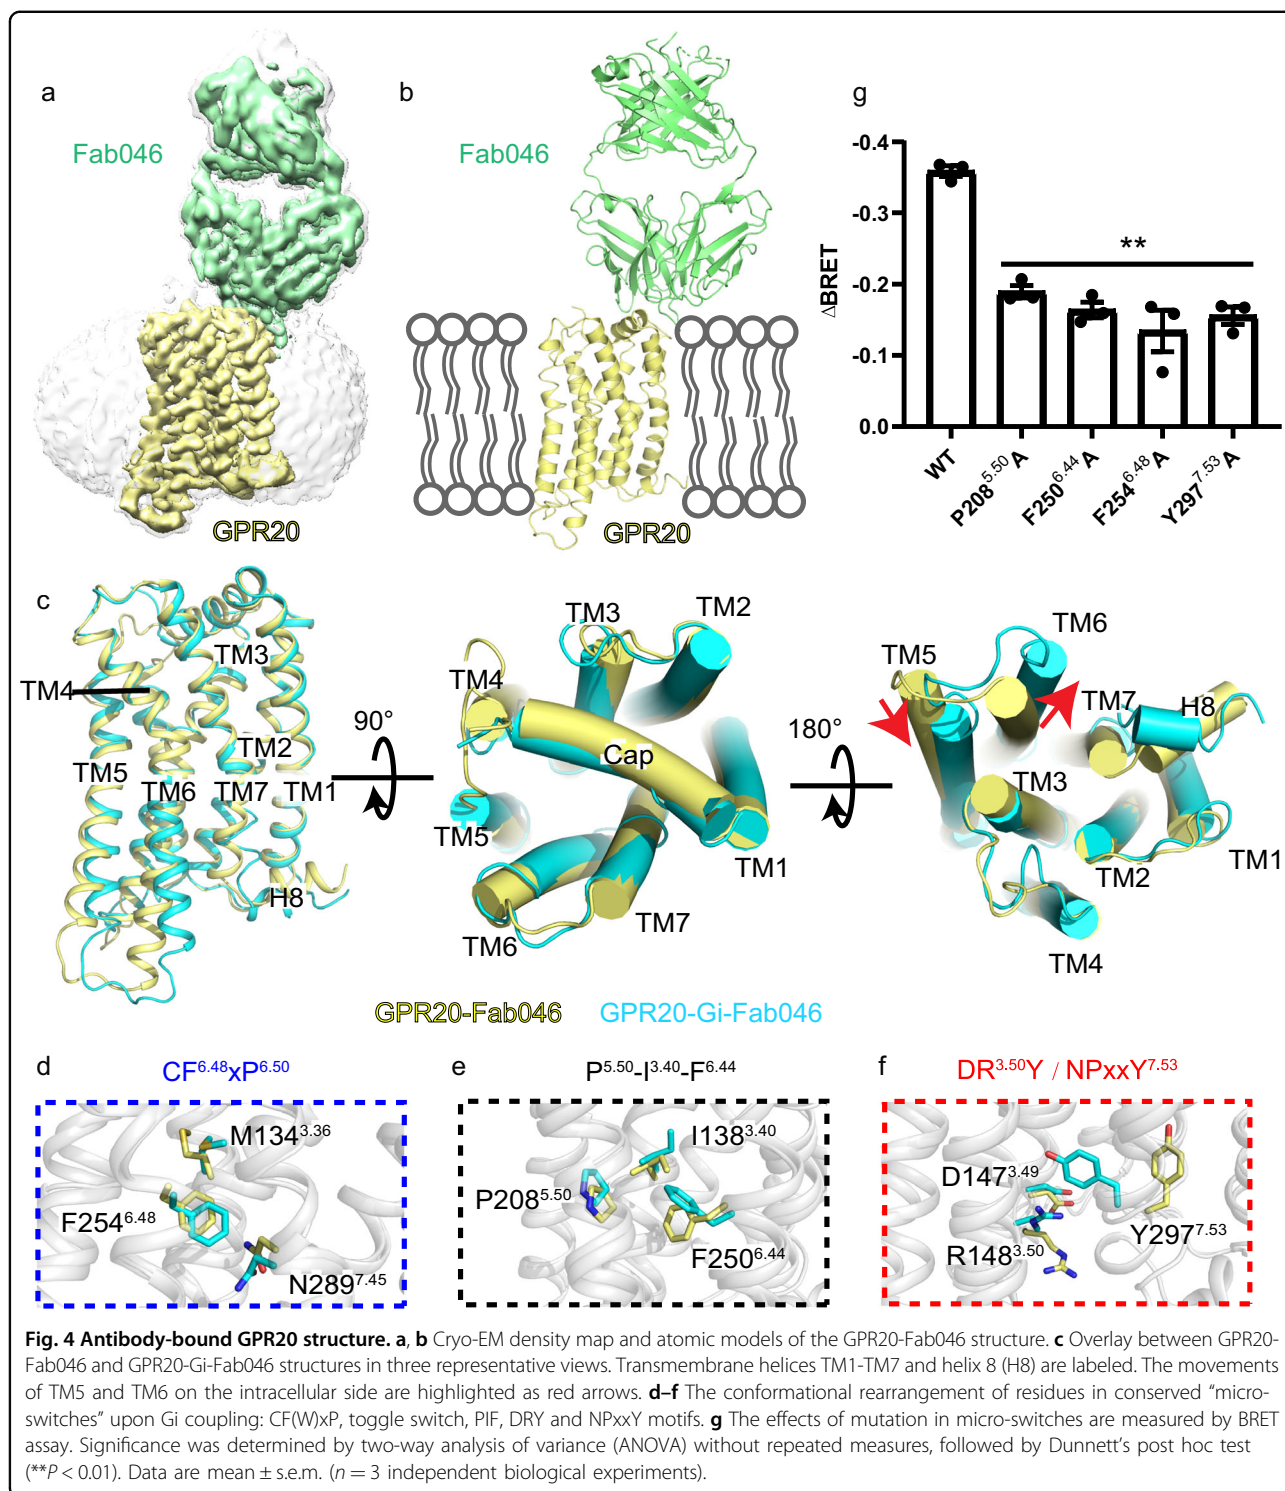 a
Fab046
GPR20
b
Fab046
GPR20
g
ΔBRET
-0.4
-0.3
-0.2
-0.1
0.0
**
WT
P208^5.50A
F250^6.44A
F254^6.48A
Y297^7.53A
c
TM3
TM4
TM2
TM5
TM6
TM7
TM1
H8
90°
TM3
TM2
TM4
Cap
TM5
TM1
TM7
TM6
180°
TM6
TM5
TM7
H8
TM3
TM1
TM2
TM4
GPR20-Fab046
GPR20-Gi-Fab046
d
CF^6.48xP^6.50
M134^3.36
F254^6.48
N289^7.45
e
P^5.50-I^3.40-F^6.44
I138^3.40
P208^5.50
F250^6.44
f
DR^3.50Y / NPxxY^7.53
D147^3.49
Y297^7.53
R148^3.50
Fig. 4 Antibody-bound GPR20 structure. a, b Cryo-EM density map and atomic models of the GPR20-Fab046 structure. c Overlay between GPR20-
Fab046 and GPR20-Gi-Fab046 structures in three representative views. Transmembrane helices TM1-TM7 and helix 8 (H8) are labeled. The movements
of TM5 and TM6 on the intracellular side are highlighted as red arrows. d–f The conformational rearrangement of residues in conserved “micro-
switches” upon Gi coupling: CF(W)xP, toggle switch, PIF, DRY and NPxxY motifs. g The effects of mutation in micro-switches are measured by BRET
assay. Significance was determined by two-way analysis of variance (ANOVA) without repeated measures, followed by Dunnett’s post hoc test
(**P < 0.01). Data are mean ± s.e.m. (n = 3 independent biological experiments).